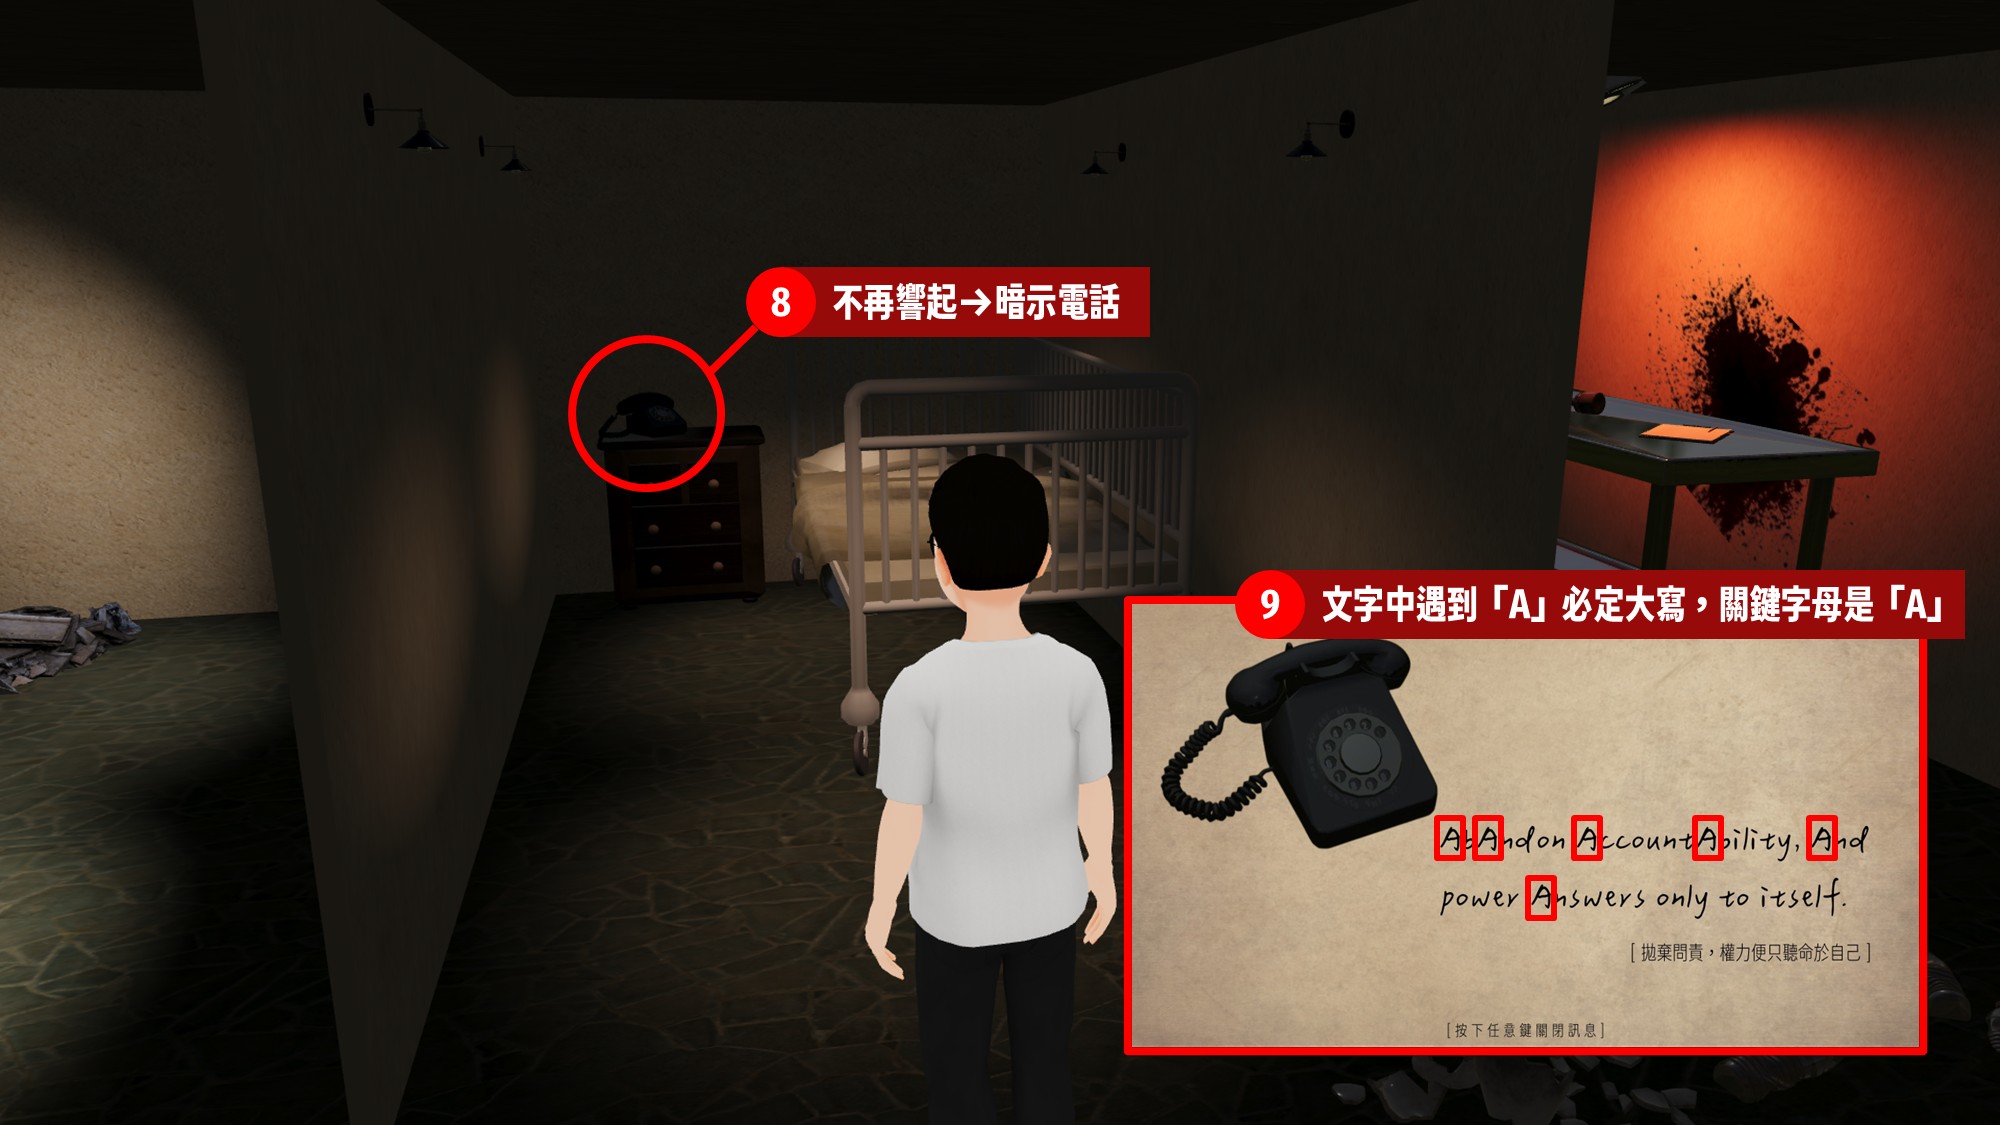 8 不再響起→暗示電話
9 文字中遇到「A」必定大寫，關鍵字母是「A」
AbAndon AccountAbility, And
power Answers only to itself.
[ 拋棄問責，權力便只聽命於自己 ]
[按下任意鍵關閉訊息]